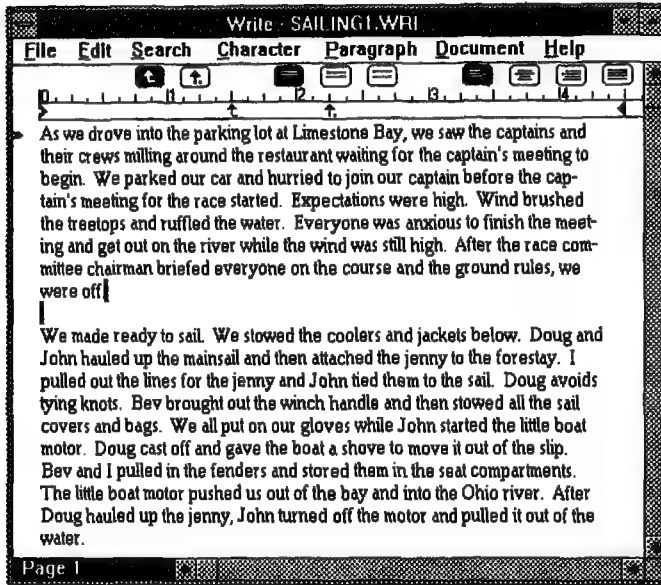 Write - SAILING1.WRI
File Edit Search Character Paragraph Document Help
0 1 2 3 4
As we drove into the parking lot at Limestone Bay, we saw the captains and
their crews milling around the restaurant waiting for the captain's meeting to
begin. We parked our car and hurried to join our captain before the cap-
tain's meeting for the race started. Expectations were high. Wind brushed
the treetops and ruffled the water. Everyone was anxious to finish the meet-
ing and get out on the river while the wind was still high. After the race com-
mittee chairman briefed everyone on the course and the ground rules, we
were off.
We made ready to sail. We stowed the coolers and jackets below. Doug and
John hauled up the mainsail and then attached the jenny to the forestay. I
pulled out the lines for the jenny and John tied them to the sail. Doug avoids
tying knots. Bev brought out the winch handle and then stowed all the sail
covers and bags. We all put on our gloves while John started the little boat
motor. Doug cast off and gave the boat a shove to move it out of the slip.
Bev and I pulled in the fenders and stored them in the seat compartments.
The little boat motor pushed us out of the bay and into the Ohio river. After
Doug hauled up the jenny, John turned off the motor and pulled it out of the
water.
Page 1